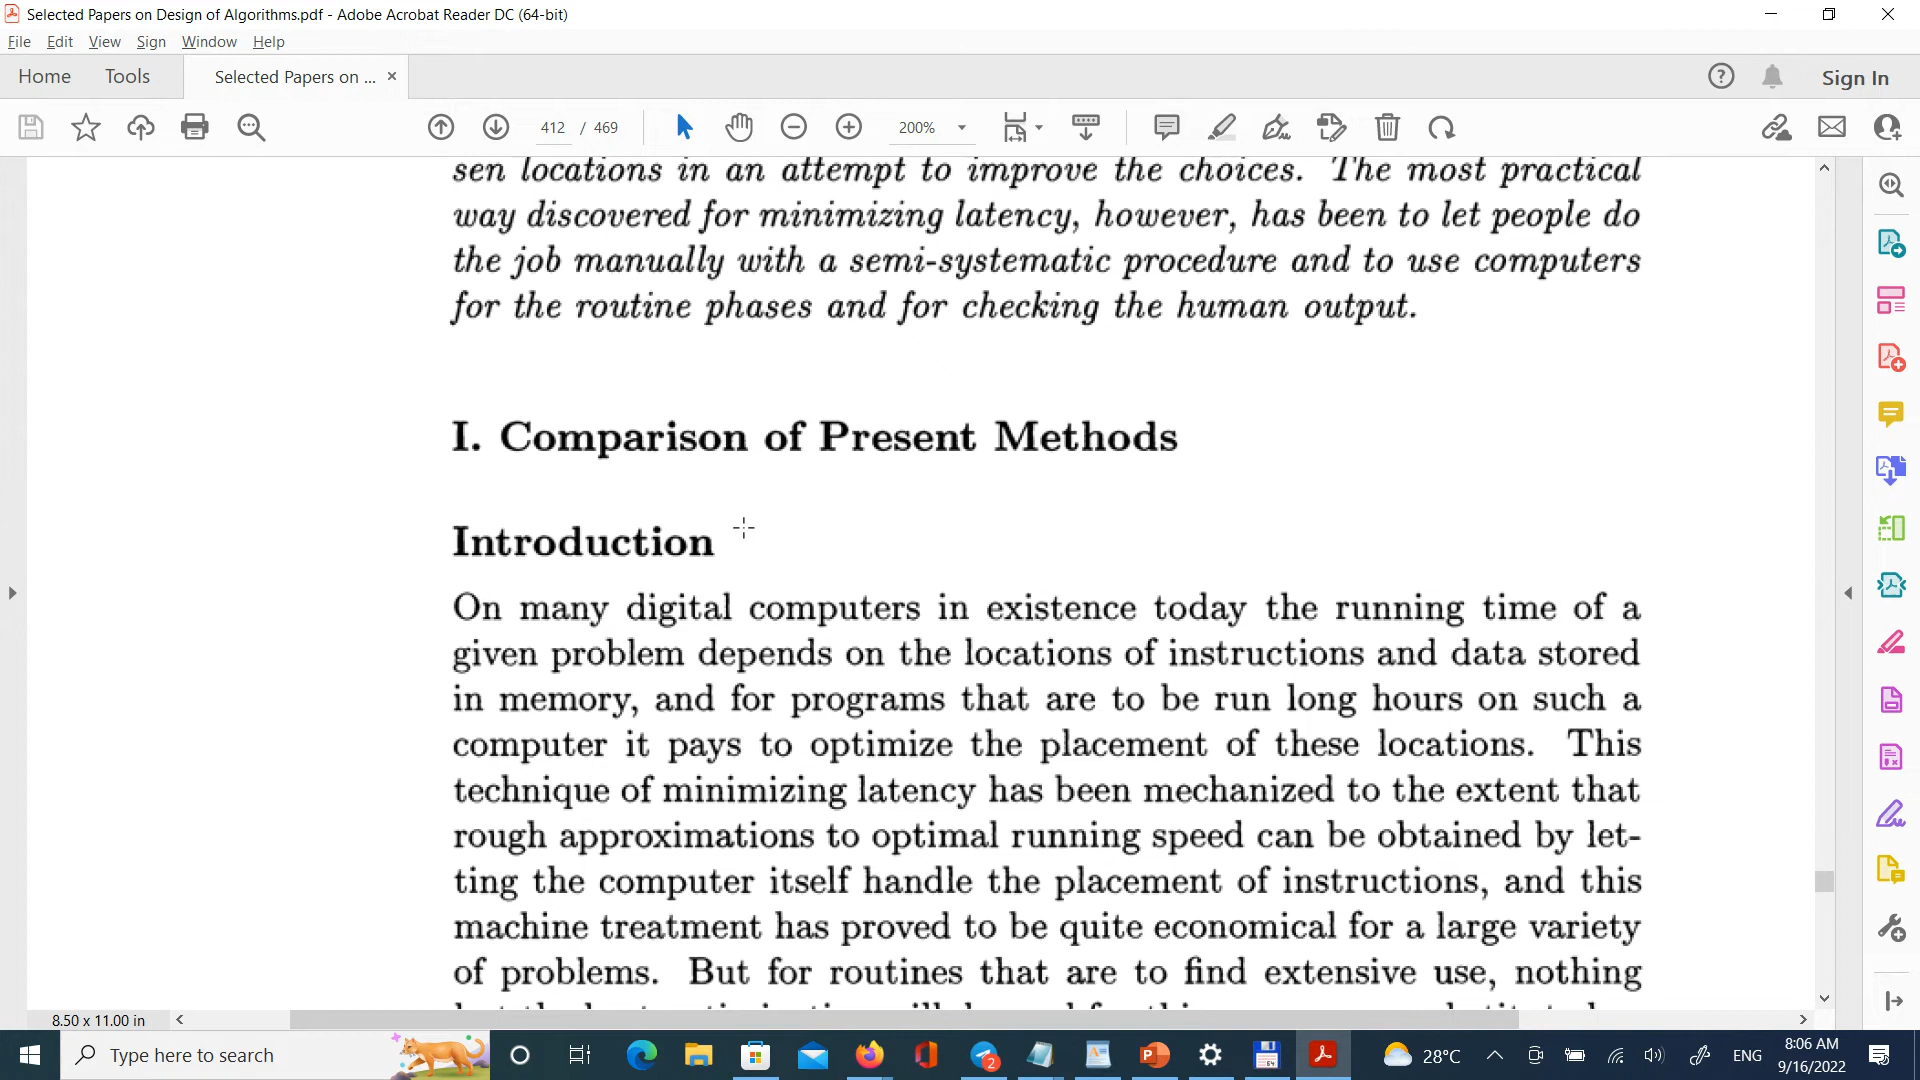 Selected Papers on Design of Algorithms.pdf - Adobe Acrobat Reader DC (64-bit)
File Edit View Sign Window Help
Home Tools Selected Papers on ... × Sign In
412 / 469 200%
sen locations in an attempt to improve the choices. The most practical
way discovered for minimizing latency, however, has been to let people do
the job manually with a semi-systematic procedure and to use computers
for the routine phases and for checking the human output.
I. Comparison of Present Methods
Introduction
On many digital computers in existence today the running time of a
given problem depends on the locations of instructions and data stored
in memory, and for programs that are to be run long hours on such a
computer it pays to optimize the placement of these locations. This
technique of minimizing latency has been mechanized to the extent that
rough approximations to optimal running speed can be obtained by let-
ting the computer itself handle the placement of instructions, and this
machine treatment has proved to be quite economical for a large variety
of problems. But for routines that are to find extensive use, nothing
8.50 x 11.00 in
Type here to search
2
28°C
ENG
8:06 AM
9/16/2022